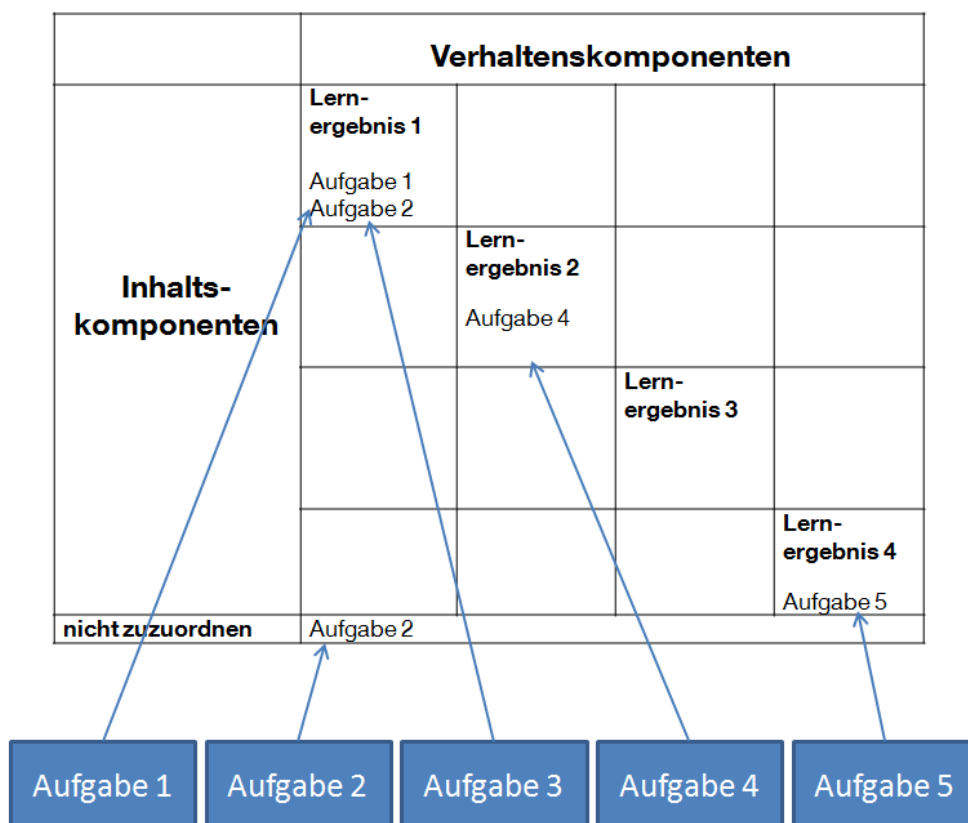 Verhaltenskomponenten
Lern-
ergebnis 1
Aufgabe 1
Aufgabe 2
Inhalts-
komponenten
Lern-
ergebnis 2
Aufgabe 4
Lern-
ergebnis 3
Lern-
ergebnis 4
Aufgabe 5
nicht zuzuordnen
Aufgabe 2
Aufgabe 1
Aufgabe 2
Aufgabe 3
Aufgabe 4
Aufgabe 5